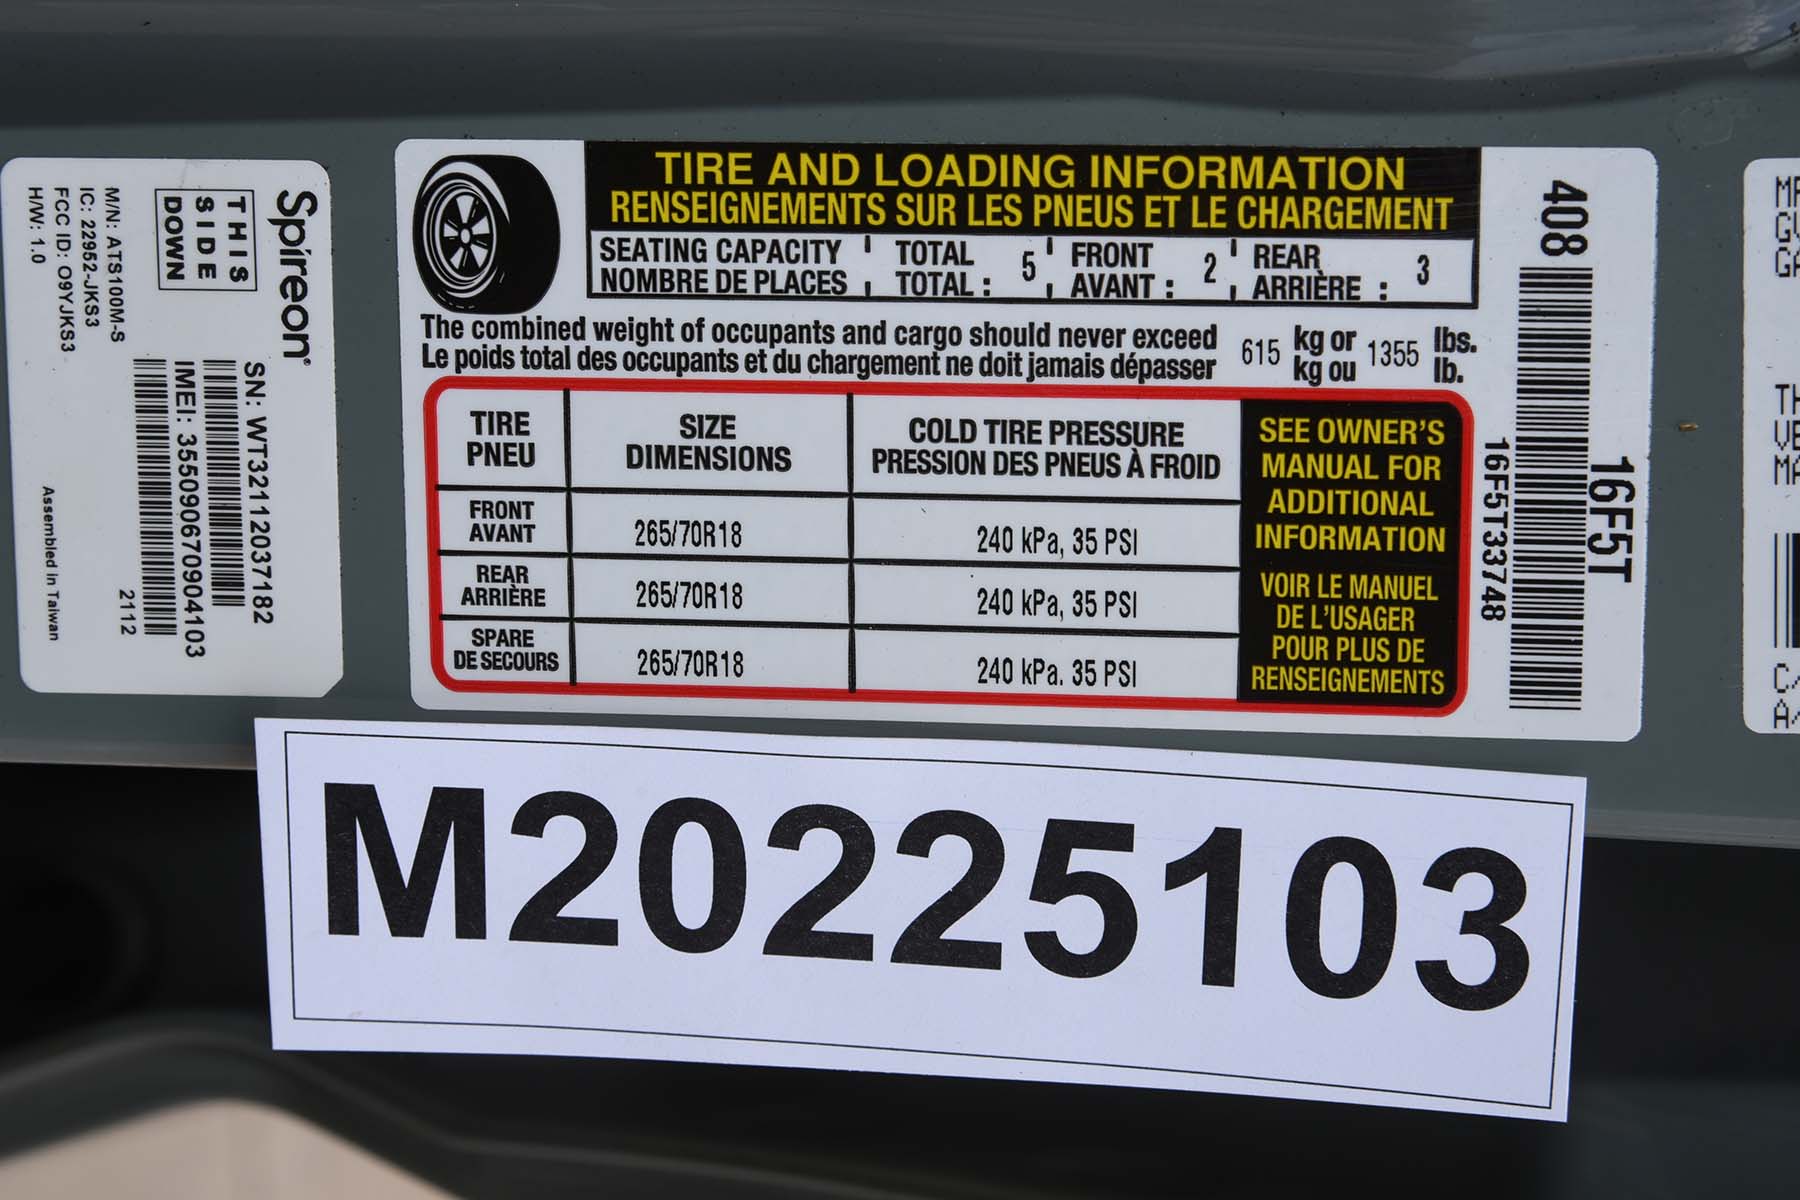 Spireon
THIS
SIDE
DOWN
M/N: ATS100M-S
IC: 22952-JKS3
FCC ID: O9YJKS3
H/W: 1.0
SN: WT32112037182
IMEI: 355090670904103
2112
Assembled in Taiwan
TIRE AND LOADING INFORMATION
RENSEIGNEMENTS SUR LES PNEUS ET LE CHARGEMENT
SEATING CAPACITY TOTAL FRONT REAR
NOMBRE DE PLACES TOTAL : 5 AVANT : 2 ARRIÈRE : 3
The combined weight of occupants and cargo should never exceed 615 kg or 1355 lbs.
Le poids total des occupants et du chargement ne doit jamais dépasser kg ou lb.
TIRE SIZE COLD TIRE PRESSURE
PNEU DIMENSIONS PRESSION DES PNEUS À FROID
FRONT
AVANT 265/70R18 240 kPa, 35 PSI
REAR
ARRIÈRE 265/70R18 240 kPa, 35 PSI
SPARE
DE SECOURS 265/70R18 240 kPa. 35 PSI
SEE OWNER'S
MANUAL FOR
ADDITIONAL
INFORMATION
VOIR LE MANUEL
DE L'USAGER
POUR PLUS DE
RENSEIGNEMENTS
408
16F5T
16F5T33748
M20225103